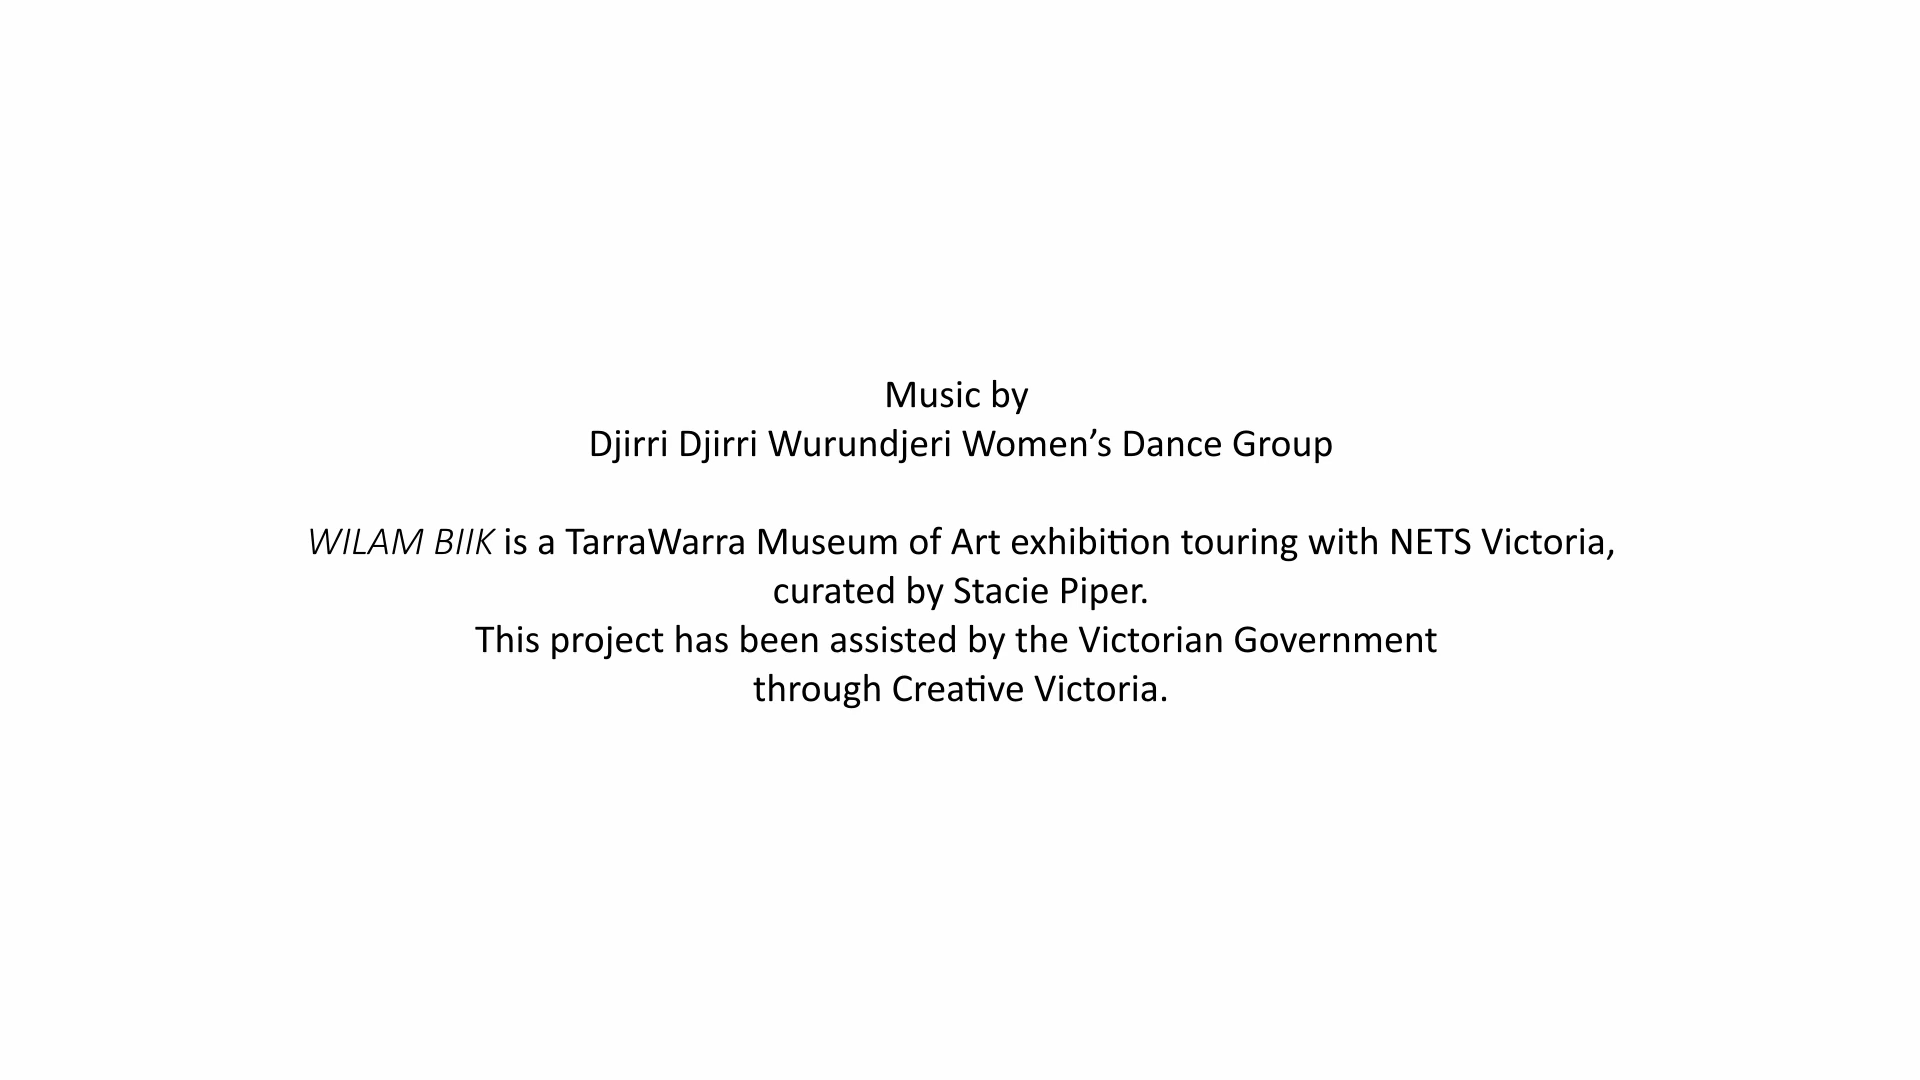 Music by
Djirri Djirri Wurundjeri Women’s Dance Group
WILAM BIIK is a TarraWarra Museum of Art exhibition touring with NETS Victoria,
curated by Stacie Piper.
This project has been assisted by the Victorian Government
through Creative Victoria.